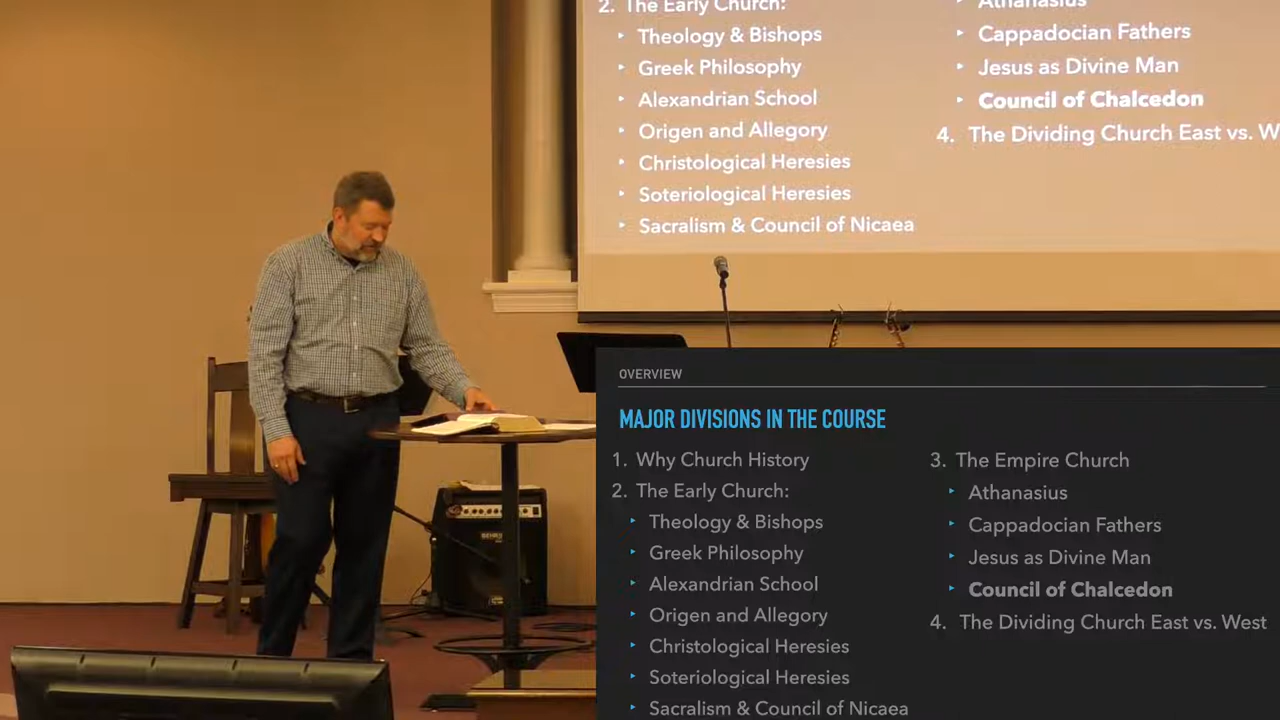 2. The Early Church:
‣ Theology & Bishops
‣ Greek Philosophy
‣ Alexandrian School
‣ Origen and Allegory
‣ Christological Heresies
‣ Soteriological Heresies
‣ Sacralism & Council of Nicaea
Athanasius
‣ Cappadocian Fathers
‣ Jesus as Divine Man
‣ Council of Chalcedon
4. The Dividing Church East vs. W
OVERVIEW
MAJOR DIVISIONS IN THE COURSE
1. Why Church History
2. The Early Church:
‣ Theology & Bishops
‣ Greek Philosophy
‣ Alexandrian School
‣ Origen and Allegory
‣ Christological Heresies
‣ Soteriological Heresies
‣ Sacralism & Council of Nicaea
3. The Empire Church
‣ Athanasius
‣ Cappadocian Fathers
‣ Jesus as Divine Man
‣ Council of Chalcedon
4. The Dividing Church East vs. West